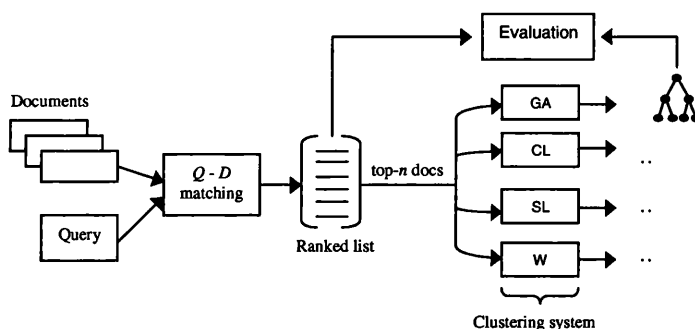 Evaluation
Documents
GA
Q - D
matching
CL
top-n docs
SL
Query
Ranked list
W
Clustering system